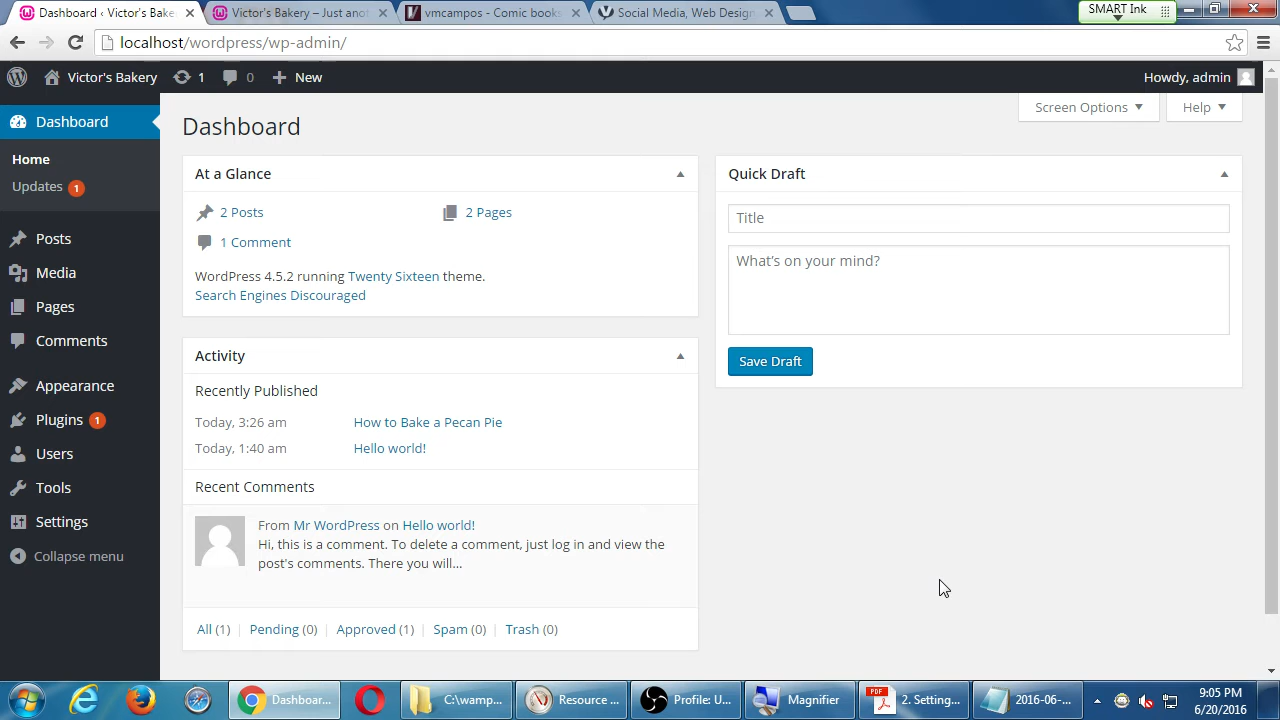 Dashboard ‹ Victor's Bake
Victor's Bakery – Just ano
vmcampos - Comic books
Social Media, Web Design
SMART Ink
localhost/wordpress/wp-admin/
Victor's Bakery
1
0
New
Howdy, admin
Dashboard
Home
Updates 1
Posts
Media
Pages
Comments
Appearance
Plugins 1
Users
Tools
Settings
Collapse menu
Screen Options
Help
Dashboard
At a Glance
2 Posts
2 Pages
1 Comment
WordPress 4.5.2 running Twenty Sixteen theme.
Search Engines Discouraged
Activity
Recently Published
Today, 3:26 am How to Bake a Pecan Pie
Today, 1:40 am Hello world!
Recent Comments
From Mr WordPress on Hello world!
Hi, this is a comment. To delete a comment, just log in and view the
post's comments. There you will...
All (1) | Pending (0) | Approved (1) | Spam (0) | Trash (0)
Quick Draft
Title
What's on your mind?
Save Draft
Dashboar...
C:\wamp...
Resource ...
Profile: U...
Magnifier
PDF
2. Setting...
2016-06-...
9:05 PM
6/20/2016